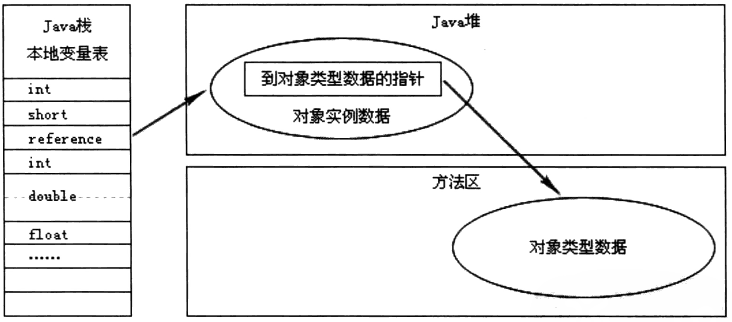 Java栈
本地变量表
int
short
reference
int
double
float
......
Java堆
到对象类型数据的指针
对象实例数据
方法区
对象类型数据